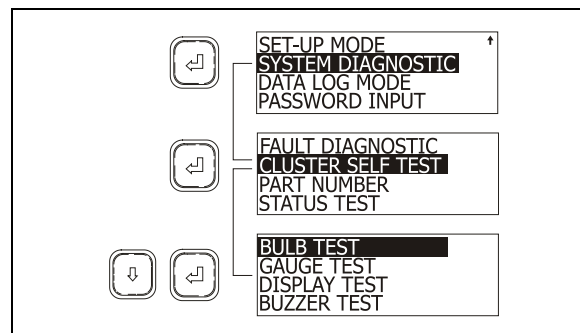 SET-UP MODE
SYSTEM DIAGNOSTIC
DATA LOG MODE
PASSWORD INPUT
FAULT DIAGNOSTIC
CLUSTER SELF TEST
PART NUMBER
STATUS TEST
BULB TEST
GAUGE TEST
DISPLAY TEST
BUZZER TEST